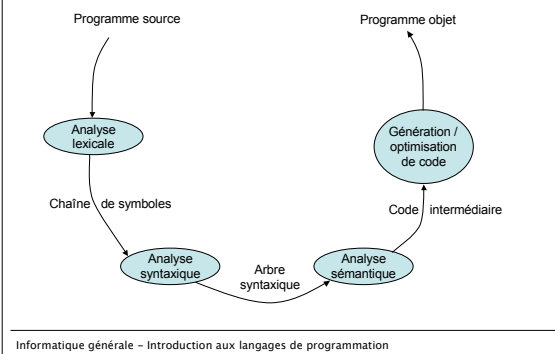 Programme source
Programme objet
Analyse
lexicale
Génération /
optimisation
de code
Chaîne de symboles
Code intermédiaire
Analyse
syntaxique
Arbre
syntaxique
Analyse
sémantique
Informatique générale – Introduction aux langages de programmation